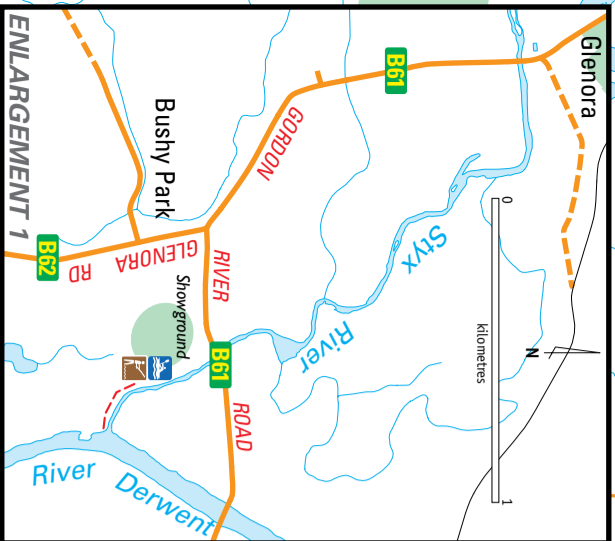 Glenora
B61
GORDON
Bushy Park
Styx
River
0
1
kilometres
N
RIVER
GLENORA
RD
B62
Showground
B61
ROAD
River Derwent
ENLARGEMENT 1